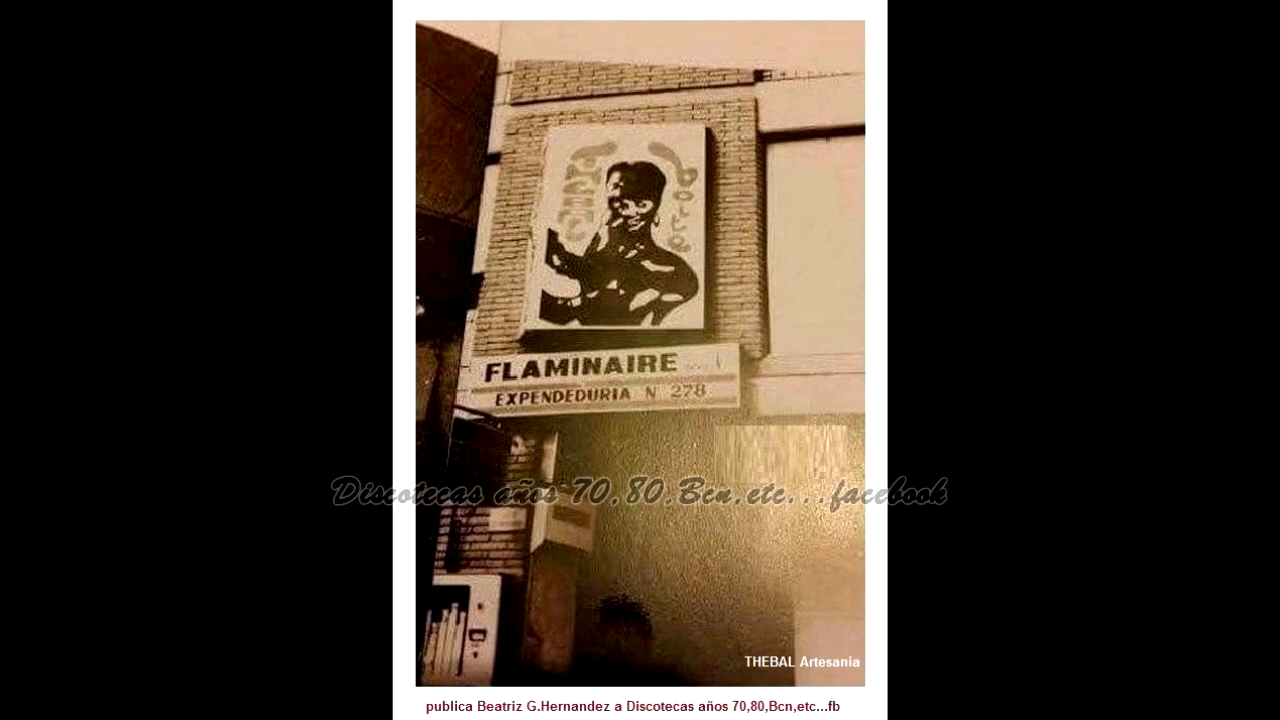 FLAMINAIRE
EXPENDEDURIA N 278
Discotecas años 70,80,Bcn,etc...facebook
THEBAL Artesania
publica Beatriz G.Hernandez a Discotecas años 70,80,Bcn,etc...fb